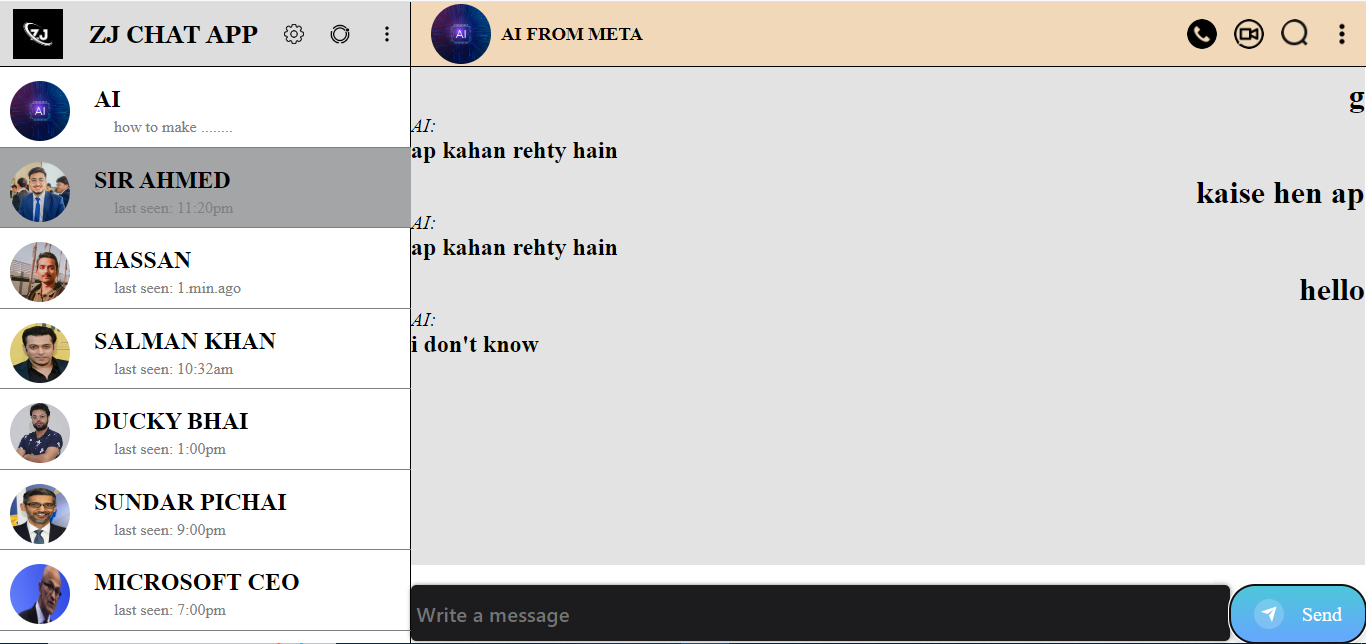 ZJ
ZJ CHAT APP
AI
AI FROM META
AI
AI
how to make ........
SIR AHMED
last seen: 11:20pm
HASSAN
last seen: 1.min.ago
SALMAN KHAN
last seen: 10:32am
DUCKY BHAI
last seen: 1:00pm
SUNDAR PICHAI
last seen: 9:00pm
MICROSOFT CEO
last seen: 7:00pm
g
AI:
ap kahan rehty hain
kaise hen ap
AI:
ap kahan rehty hain
hello
AI:
i don't know
Write a message
Send